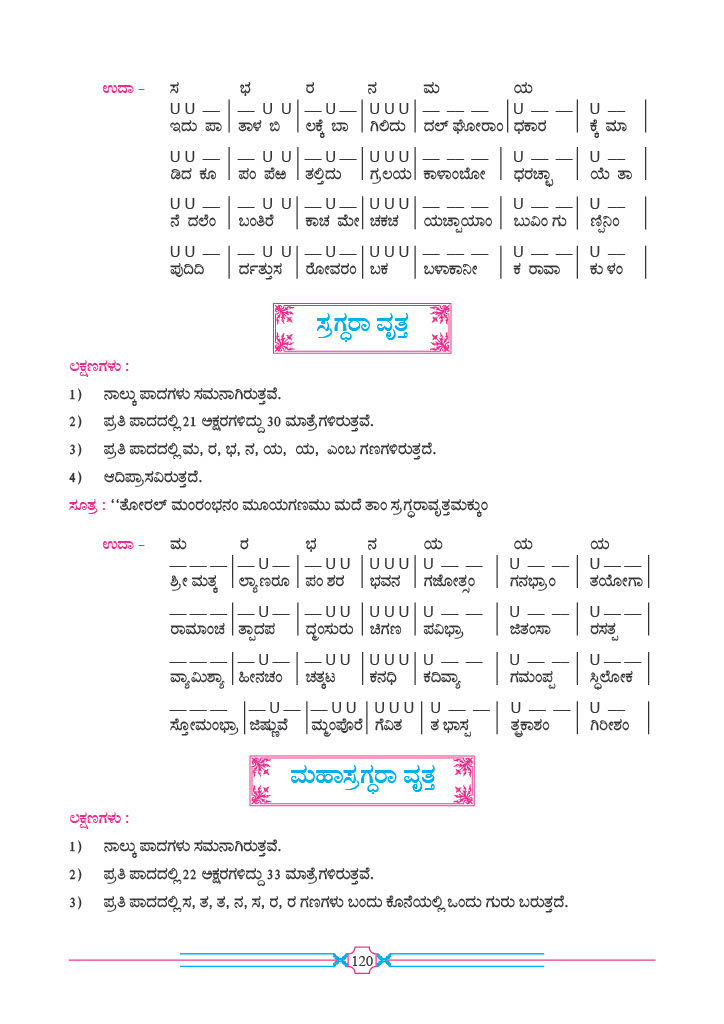 ಉದಾ – ಸ ಭ ರ ನ ಮ ಯ
U U — | — U U | — U — | U U U | — — — | U — — | U — |
ಇದು ಪಾ | ತಾಳ ಬಿ | ಲಕ್ಕೆ ಬಾ | ಗಿಲಿದು | ದಲ್ ಘೋರಾಂ | ಧಕಾರ | ಕ್ಕೆ ಮಾ |
U U — | — U U | — U — | U U U | — — — | U — — | U — |
ಡಿದ ಕೂ | ಪಂ ಪೆಱ | ತಲ್ತಿದು | ಗ್ರಲಯ | ಕಾಳಾಂಬೋ | ಧರಚ್ಛಾ | ಯೆ ತಾ |
U U — | — U U | — U — | U U U | — — — | U — — | U — |
ನೆ ದಲೆಂ | ಬಂತಿರೆ | ಕಾಚ ಮೇ | ಚಕಚ | ಯಚ್ಛಾಯಾಂ | ಬುವಿಂ ಗು | ಣ್ಪಿನಿಂ |
U U — | — U U | — U — | U U U | — — — | U — — | U — |
ಪುದಿದಿ | ರ್ದತ್ತುಸ | ರೋವರಂ | ಬಕ | ಬಳಾಕಾನೀ | ಕ ರಾವಾ | ಕು ಳಂ |
ಸ್ರಗ್ಧರಾ ವೃತ್ತ
ಲಕ್ಷಣಗಳು :
1) ನಾಲ್ಕು ಪಾದಗಳು ಸಮನಾಗಿರುತ್ತವೆ.
2) ಪ್ರತಿ ಪಾದದಲ್ಲಿ 21 ಅಕ್ಷರಗಳಿದ್ದು 30 ಮಾತ್ರೆಗಳಿರುತ್ತವೆ.
3) ಪ್ರತಿ ಪಾದದಲ್ಲಿ ಮ, ರ, ಭ, ನ, ಯ, ಯ, ಎಂಬ ಗಣಗಳಿರುತ್ತದೆ.
4) ಆದಿಪ್ರಾಸವಿರುತ್ತದೆ.
ಸೂತ್ರ : ‘‘ತೋರಲ್ ಮಂರಂಭನಂ ಮೂಯಗಣಮು ಮದೆ ತಾಂ ಸ್ರಗ್ಧರಾವೃತ್ತಮಕ್ಕುಂ
ಉದಾ – ಮ ರ ಭ ನ ಯ ಯ ಯ
— — — | — U — | — U U | U U U | U — — | U — — | U — — |
ಶ್ರೀ ಮತ್ಕ | ಲ್ಯಾಣರೂ | ಪಂ ಶರ | ಭವನ | ಗಜೋತ್ಸಂ | ಗನಭ್ರಾಂ | ತಯೋಗಾ |
— — — | — U — | — U U | U U U | U — — | U — — | U — — |
ರಾಮಾಂಚ | ತ್ಪಾದಪ | ದ್ಮಂಸುರು | ಚಿಗಣ | ಪವಿಭ್ರಾ | ಜಿತಂಸಾ | ರಸತ್ಪ |
— — — | — U — | — U U | U U U | U — — | U — — | U — — |
ವ್ಯಾಮಿಶ್ಯಾ | ಹೀನಚಂ | ಚತ್ಕಟ | ಕನಧಿ | ಕದಿವ್ಯಾ | ಗಮಂಪ್ಪ | ಸ್ಧಿಲೋಕ |
— — — | — U — | — U U | U U U | U — — | U — — | U — |
ಸ್ತೋಮಂಭ್ರಾ | ಜಿಷ್ಣುವೆ | ಮ್ಮಂಪೊರೆ | ಗೆವಿತ | ತ ಭಾಸ್ಪ | ತ್ಪ್ರಕಾಶಂ | ಗಿರೀಶಂ |
ಮಹಾಸ್ರಗ್ಧರಾ ವೃತ್ತ
ಲಕ್ಷಣಗಳು :
1) ನಾಲ್ಕು ಪಾದಗಳು ಸಮನಾಗಿರುತ್ತವೆ.
2) ಪ್ರತಿ ಪಾದದಲ್ಲಿ 22 ಅಕ್ಷರಗಳಿದ್ದು 33 ಮಾತ್ರೆಗಳಿರುತ್ತವೆ.
3) ಪ್ರತಿ ಪಾದದಲ್ಲಿ ಸ, ತ, ತ, ನ, ಸ, ರ, ರ ಗಣಗಳು ಬಂದು ಕೊನೆಯಲ್ಲಿ ಒಂದು ಗುರು ಬರುತ್ತದೆ.
120